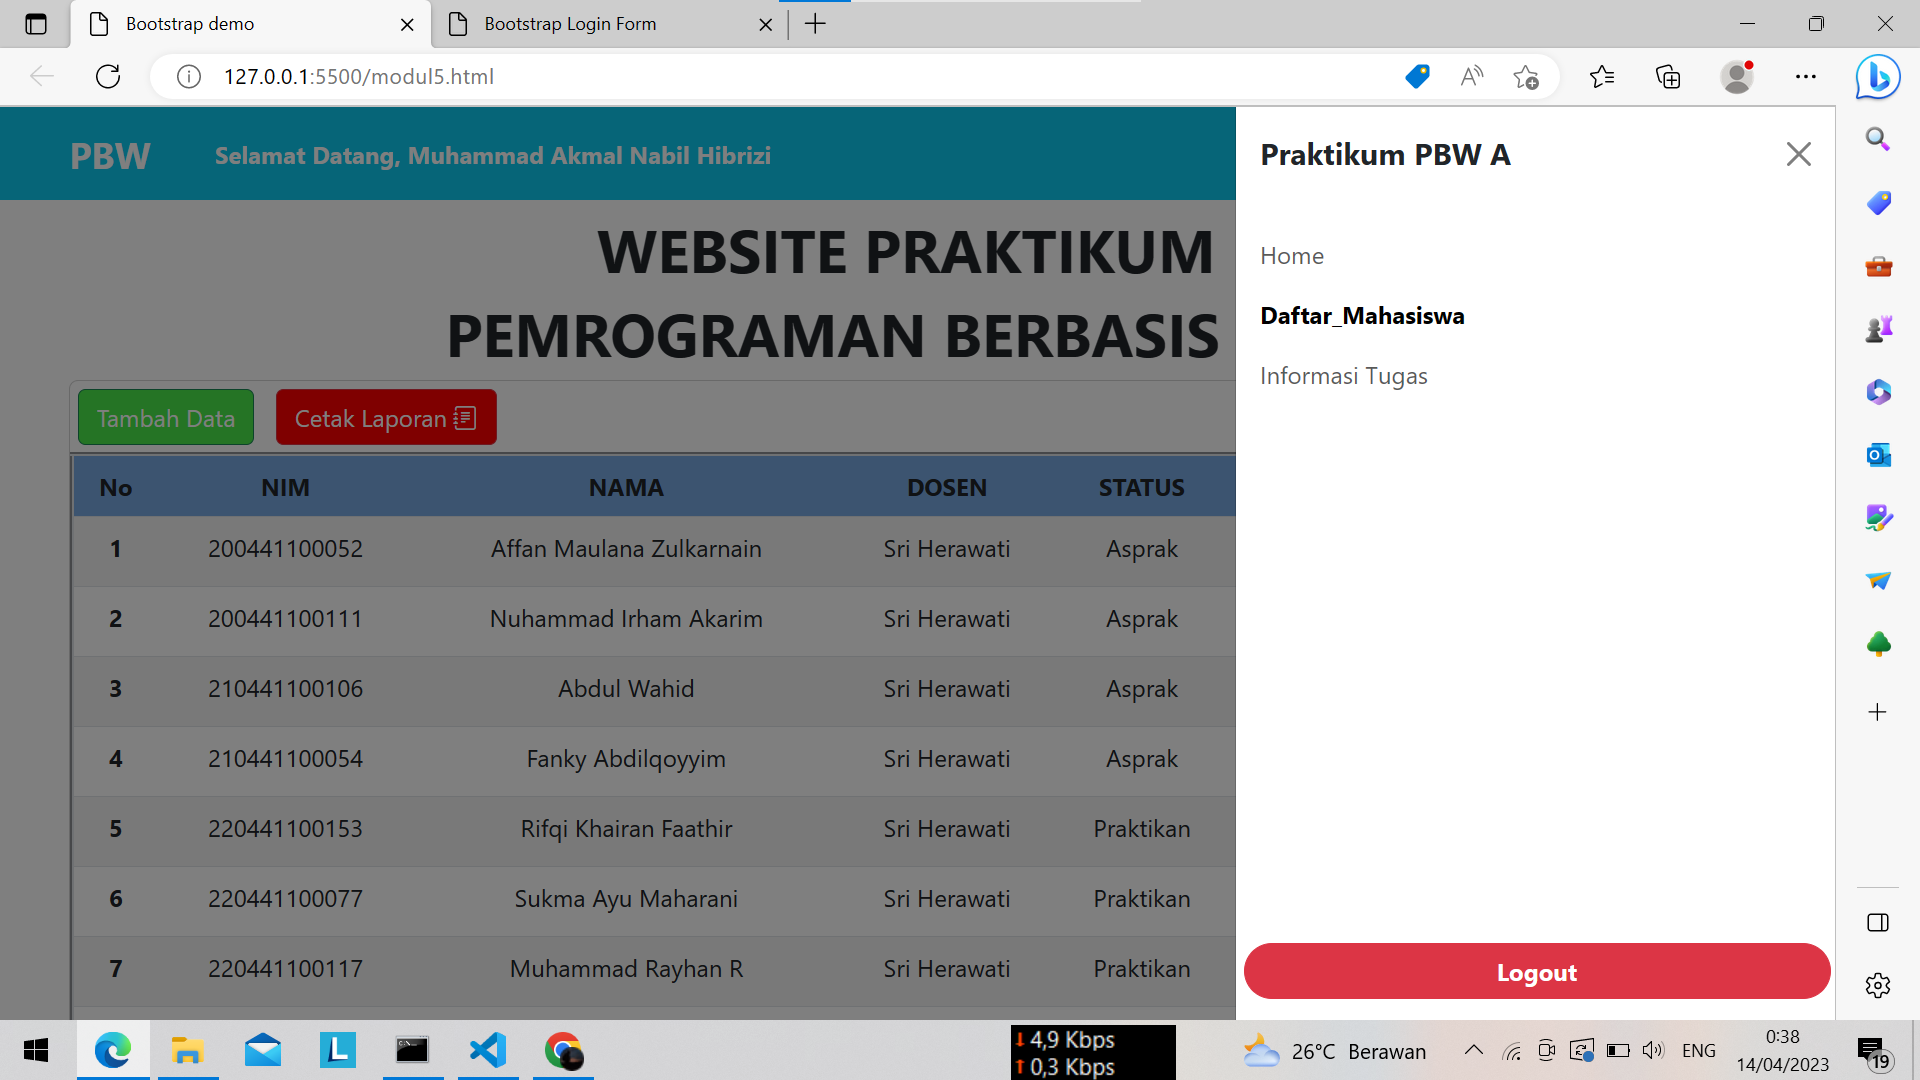 Bootstrap demo
Bootstrap Login Form
127.0.0.1:5500/modul5.html
PBW
Selamat Datang, Muhammad Akmal Nabil Hibrizi
Praktikum PBW A
Home
Daftar_Mahasiswa
Informasi Tugas
Logout
WEBSITE PRAKTIKUM
PEMROGRAMAN BERBASIS
Tambah Data
Cetak Laporan
No NIM NAMA DOSEN STATUS
1 200441100052 Affan Maulana Zulkarnain Sri Herawati Asprak
2 200441100111 Nuhammad Irham Akarim Sri Herawati Asprak
3 210441100106 Abdul Wahid Sri Herawati Asprak
4 210441100054 Fanky Abdilqoyyim Sri Herawati Asprak
5 220441100153 Rifqi Khairan Faathir Sri Herawati Praktikan
6 220441100077 Sukma Ayu Maharani Sri Herawati Praktikan
7 220441100117 Muhammad Rayhan R Sri Herawati Praktikan
4,9 Kbps
0,3 Kbps
26°C Berawan
ENG
0:38
14/04/2023
19